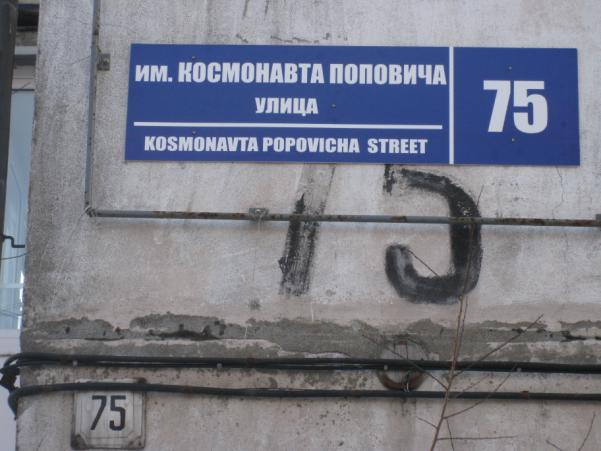 им. КОСМОНАВТА ПОПОВИЧА
УЛИЦА
KOSMONAVTA POPOVICHA STREET
75
75
75